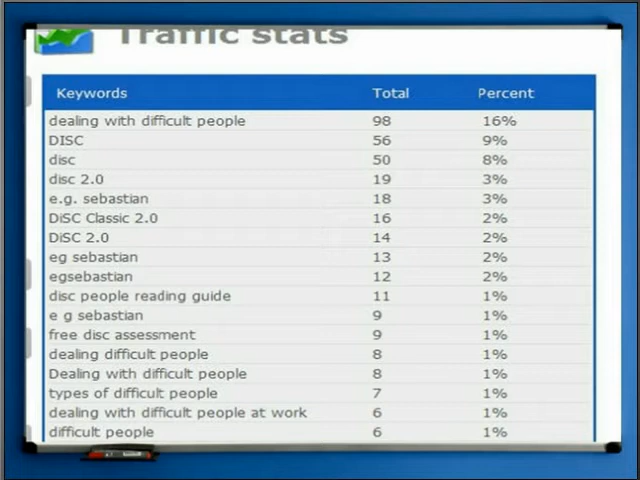 Traffic stats
Keywords Total Percent
dealing with difficult people 98 16%
DISC 56 9%
disc 50 8%
disc 2.0 19 3%
e.g. sebastian 18 3%
DiSC Classic 2.0 16 2%
DiSC 2.0 14 2%
eg sebastian 13 2%
egsebastian 12 2%
disc people reading guide 11 1%
e g sebastian 9 1%
free disc assessment 9 1%
dealing difficult people 8 1%
Dealing with difficult people 8 1%
types of difficult people 7 1%
dealing with difficult people at work 6 1%
difficult people 6 1%